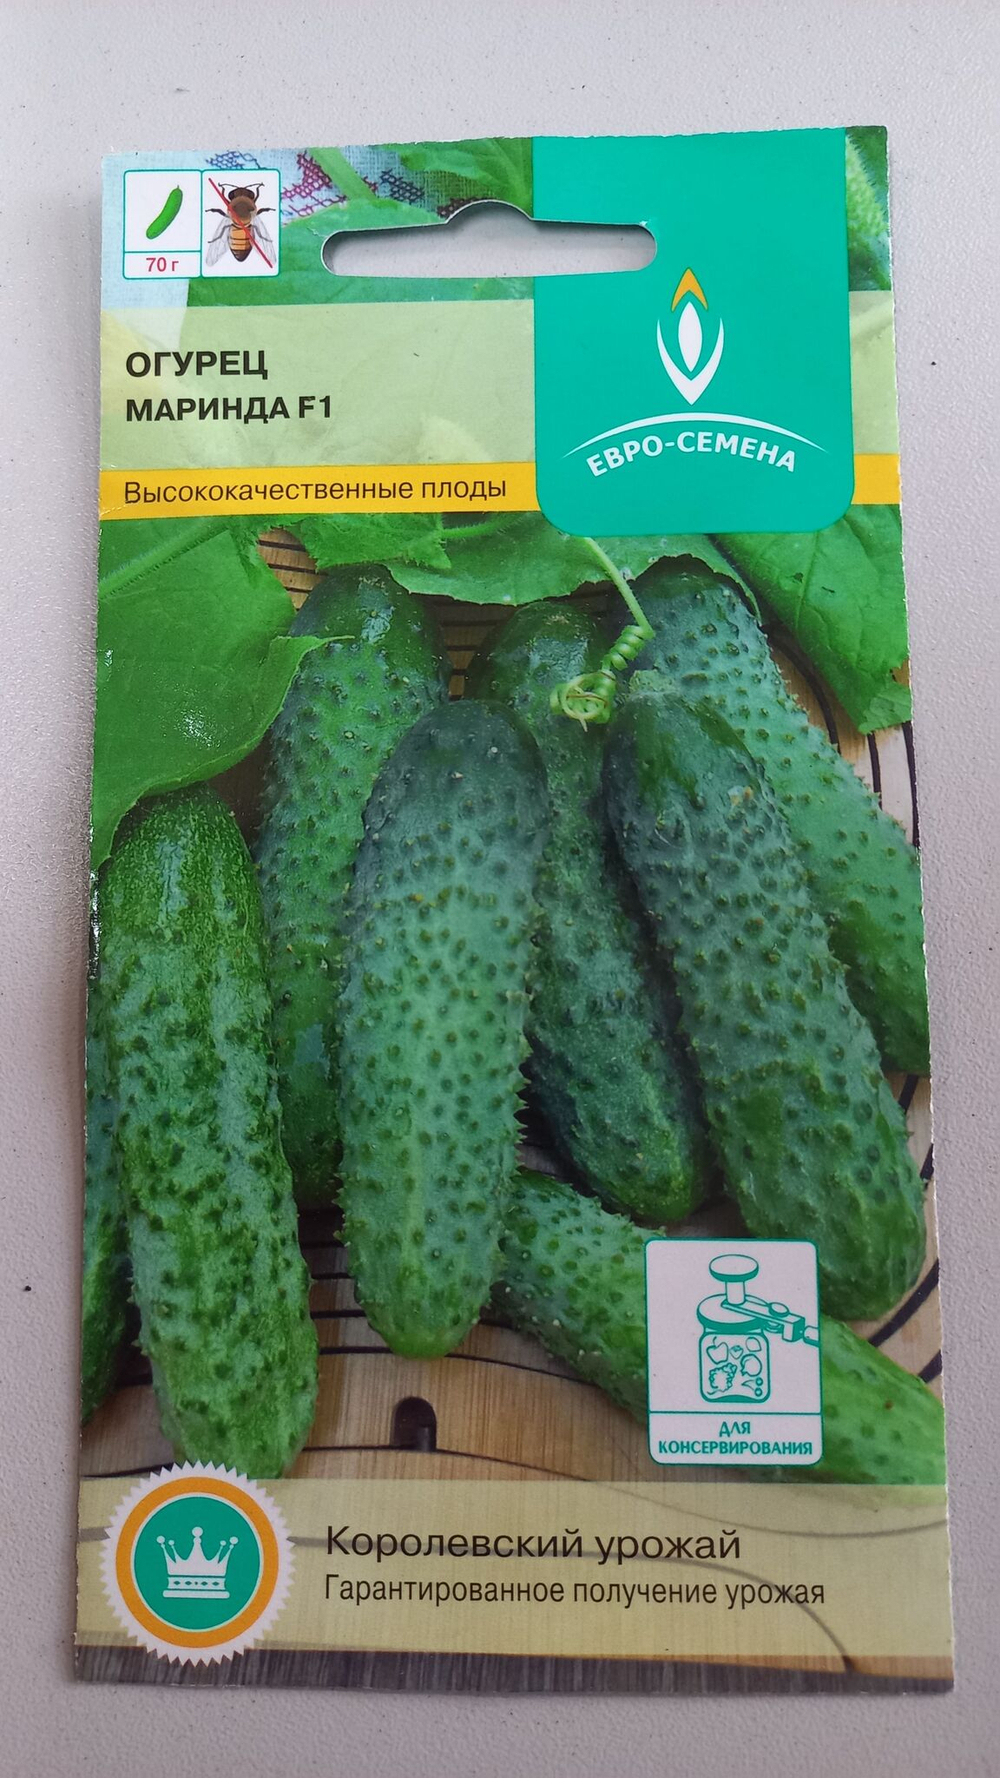 70 г
ОГУРЕЦ
МАРИНДА F1
ЕВРО-СЕМЕНА
Высококачественные плоды
ДЛЯ
КОНСЕРВИРОВАНИЯ
Королевский урожай
Гарантированное получение урожая